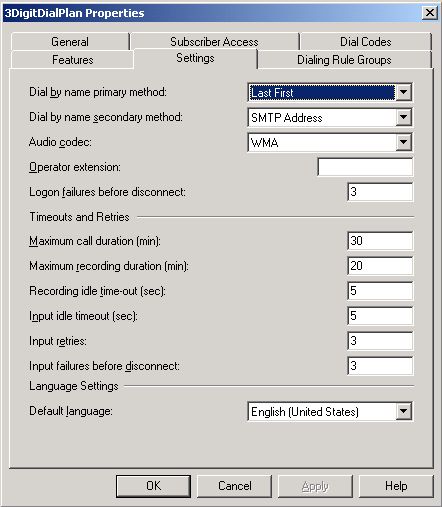 3DigitDialPlan Properties
General Subscriber Access Dial Codes
Features Settings Dialing Rule Groups
Dial by name primary method: Last First
Dial by name secondary method: SMTP Address
Audio codec: WMA
Operator extension:
Logon failures before disconnect: 3
Timeouts and Retries
Maximum call duration (min): 30
Maximum recording duration (min): 20
Recording idle time-out (sec): 5
Input idle timeout (sec): 5
Input retries: 3
Input failures before disconnect: 3
Language Settings
Default language: English (United States)
OK Cancel Apply Help